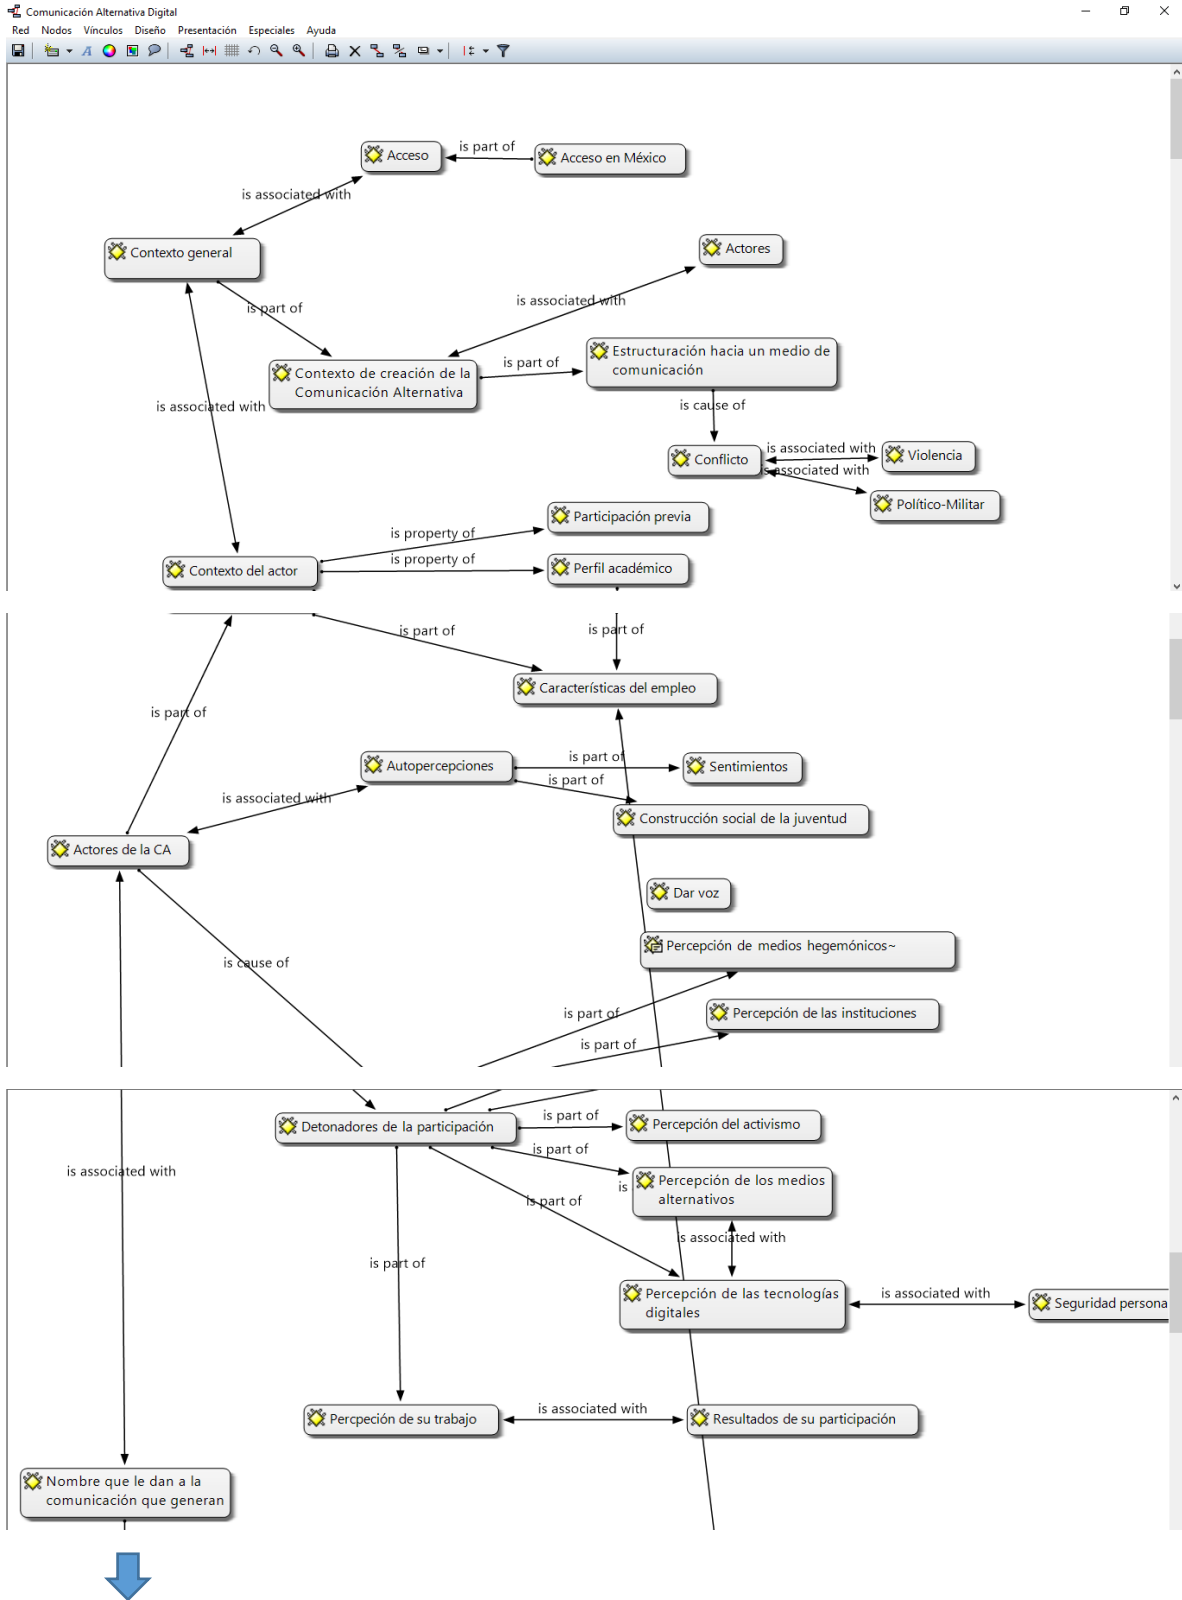 Comunicación Alternativa Digital
Red Nodos Vínculos Diseño Presentación Especiales Ayuda
Acceso
is part of
Acceso en México
is associated with
Contexto general
Actores
is part of
is associated with
Contexto de creación de la
Comunicación Alternativa
is part of
Estructuración hacia un medio de
comunicación
is cause of
is associated with
Conflicto
is associated with
Violencia
is associated with
Político-Militar
is property of
Participación previa
is property of
Contexto del actor
Perfil académico
is part of
is part of
Características del empleo
is part of
Autopercepciones
is part of
Sentimientos
is part of
is associated with
Construcción social de la juventud
Actores de la CA
Dar voz
Percepción de medios hegemónicos~
is cause of
is part of
Percepción de las instituciones
is part of
Detonadores de la participación
is part of
Percepción del activismo
is part of
is associated with
is
Percepción de los medios
alternativos
is part of
is associated with
is part of
Percepción de las tecnologías
digitales
is associated with
Seguridad persona
Percpeción de su trabajo
is associated with
Resultados de su participación
Nombre que le dan a la
comunicación que generan